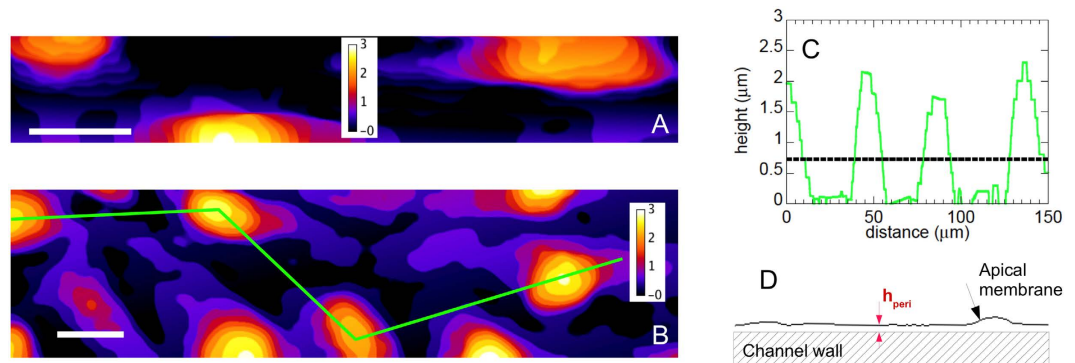 3
2
1
–0
A
3
2
1
–0
B
3
2.5
2
1.5
1
0.5
0
height (µm)
C
0
50
100
150
distance (µm)
D
h_peri
Apical
membrane
Channel wall